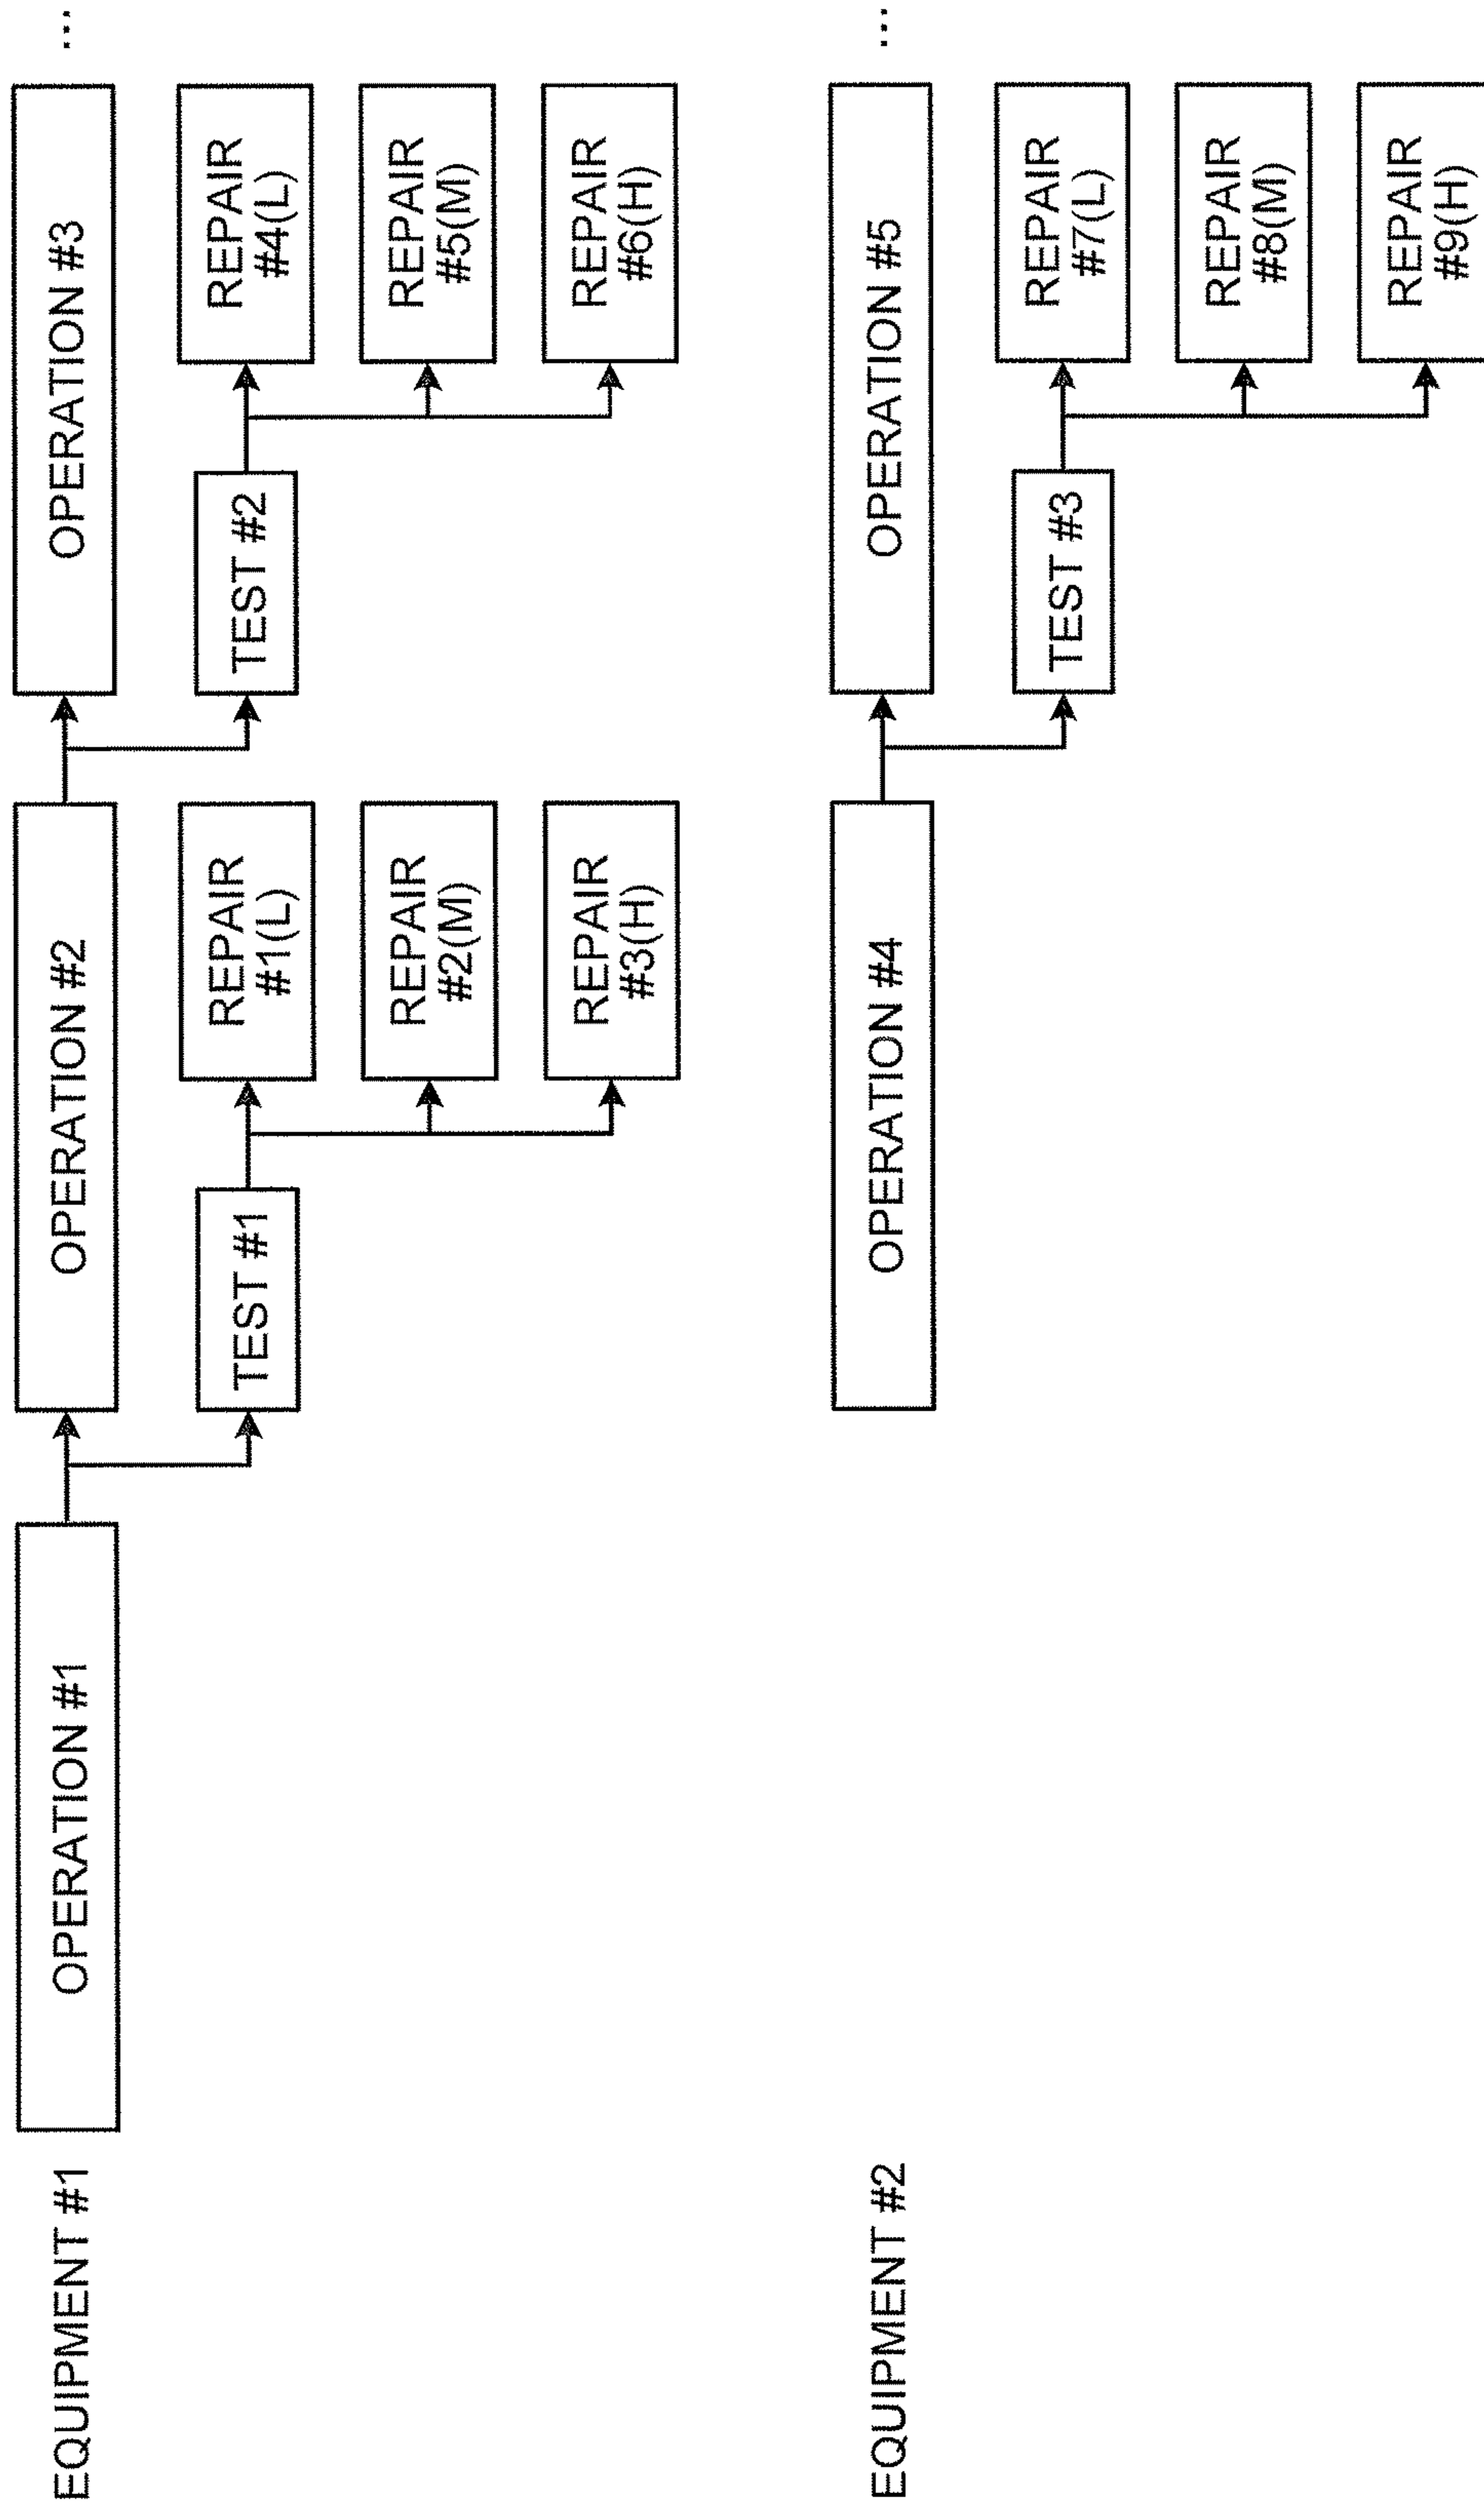 EQUIPMENT #1
OPERATION #1
OPERATION #2
OPERATION #3
...
TEST #1
REPAIR
#1(L)
REPAIR
#2(M)
REPAIR
#3(H)
TEST #2
REPAIR
#4(L)
REPAIR
#5(M)
REPAIR
#6(H)
EQUIPMENT #2
OPERATION #4
OPERATION #5
...
TEST #3
REPAIR
#7(L)
REPAIR
#8(M)
REPAIR
#9(H)